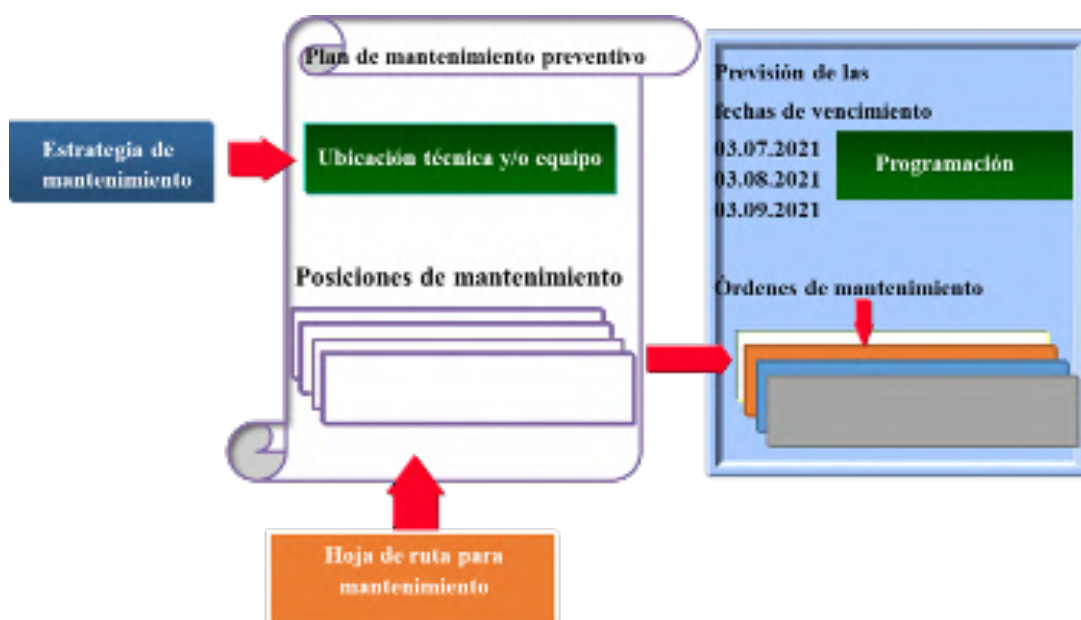 Plan de mantenimiento preventivo
Estrategia de
mantenimiento
Ubicación técnica y/o equipo
Posiciones de mantenimiento
Hoja de ruta para
mantenimiento
Previsión de las
fechas de vencimiento
03.07.2021
03.08.2021
03.09.2021
Programación
Órdenes de mantenimiento